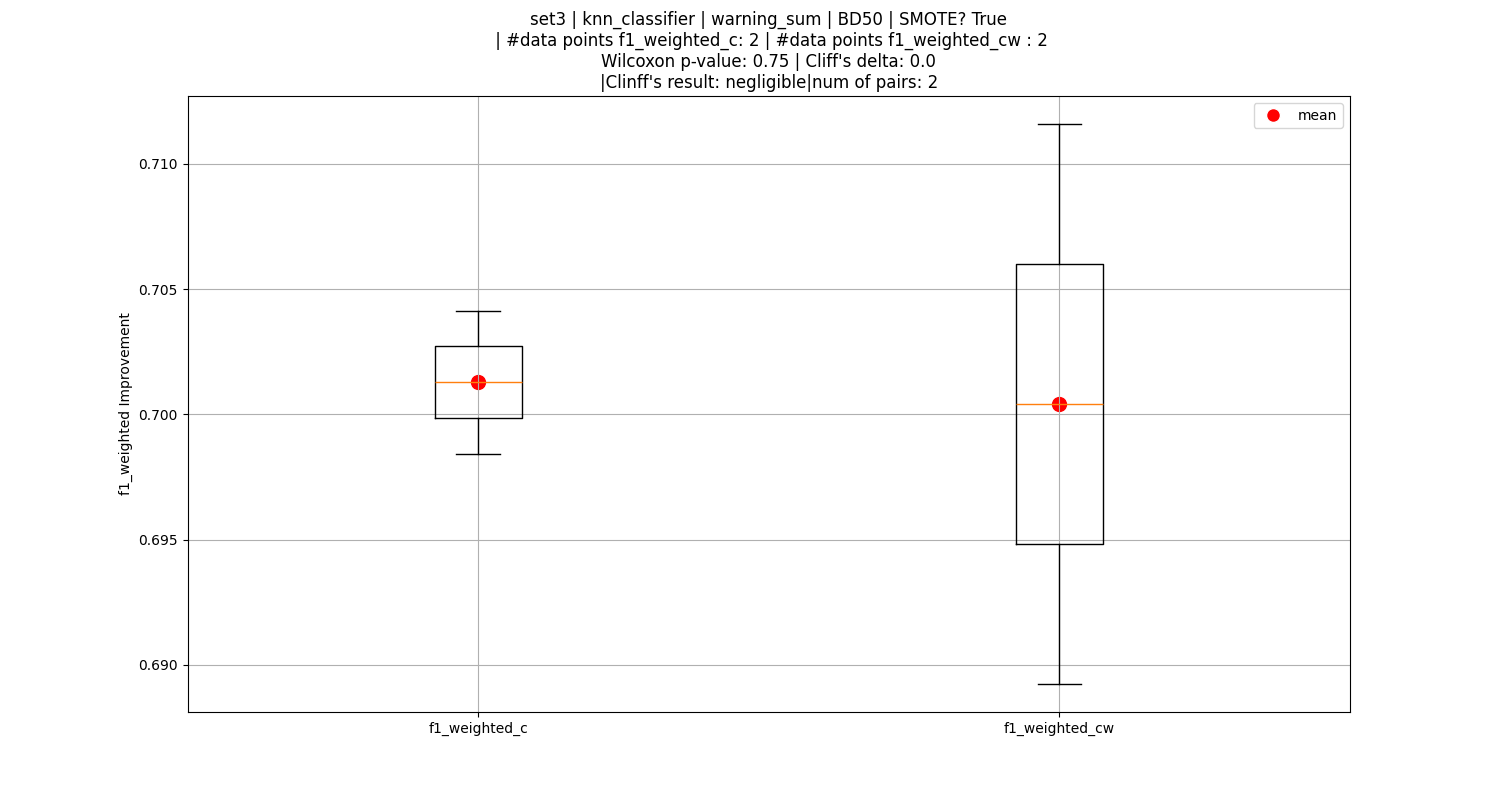 set3 | knn_classifier | warning_sum | BD50 | SMOTE? True
| #data points f1_weighted_c: 2 | #data points f1_weighted_cw : 2
Wilcoxon p-value: 0.75 | Cliff's delta: 0.0
|Clinff's result: negligible|num of pairs: 2
mean
0.710
0.705
0.700
0.695
0.690
f1_weighted Improvement
f1_weighted_c
f1_weighted_cw